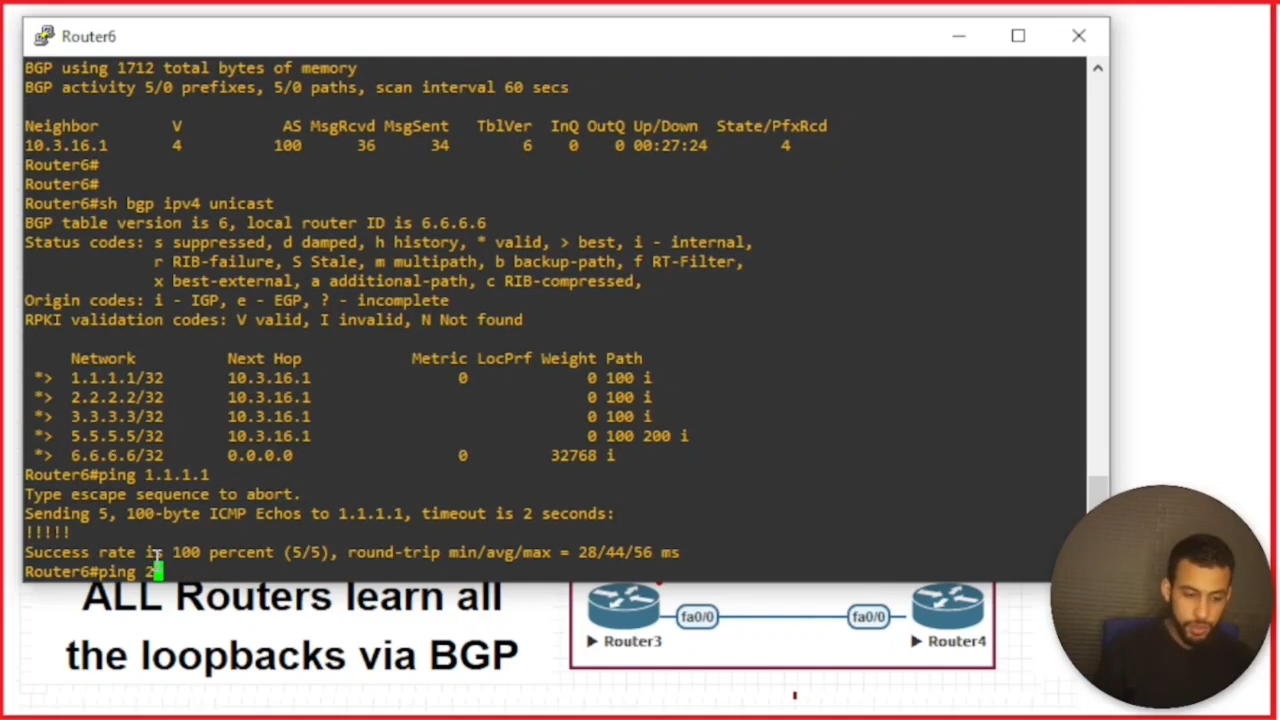 Router6
BGP using 1712 total bytes of memory
BGP activity 5/0 prefixes, 5/0 paths, scan interval 60 secs
Neighbor V AS MsgRcvd MsgSent TblVer InQ OutQ Up/Down State/PfxRcd
10.3.16.1 4 100 36 34 6 0 0 00:27:24 4
Router6#
Router6#
Router6#sh bgp ipv4 unicast
BGP table version is 6, local router ID is 6.6.6.6
Status codes: s suppressed, d damped, h history, * valid, > best, i - internal,
r RIB-failure, S Stale, m multipath, b backup-path, f RT-Filter,
x best-external, a additional-path, c RIB-compressed,
Origin codes: i - IGP, e - EGP, ? - incomplete
RPKI validation codes: V valid, I invalid, N Not found
Network Next Hop Metric LocPrf Weight Path
*> 1.1.1.1/32 10.3.16.1 0 0 100 i
*> 2.2.2.2/32 10.3.16.1 0 100 i
*> 3.3.3.3/32 10.3.16.1 0 100 i
*> 5.5.5.5/32 10.3.16.1 0 100 200 i
*> 6.6.6.6/32 0.0.0.0 0 32768 i
Router6#ping 1.1.1.1
Type escape sequence to abort.
Sending 5, 100-byte ICMP Echos to 1.1.1.1, timeout is 2 seconds:
!!!!!
Success rate is 100 percent (5/5), round-trip min/avg/max = 28/44/56 ms
Router6#ping 2
ALL Routers learn all
the loopbacks via BGP
fa0/0 fa0/0
Router3 Router4